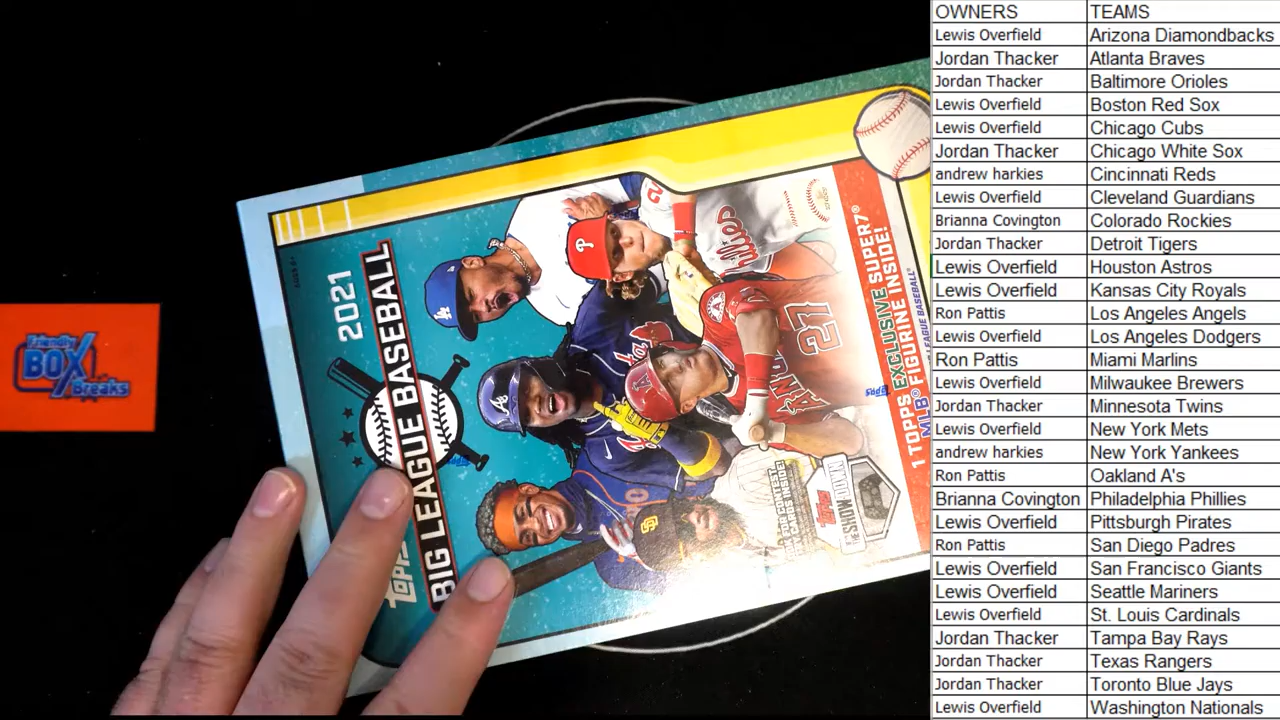 OWNERS TEAMS
Lewis Overfield Arizona Diamondbacks
Jordan Thacker Atlanta Braves
Jordan Thacker Baltimore Orioles
Lewis Overfield Boston Red Sox
Lewis Overfield Chicago Cubs
Jordan Thacker Chicago White Sox
andrew harkies Cincinnati Reds
Lewis Overfield Cleveland Guardians
Brianna Covington Colorado Rockies
Jordan Thacker Detroit Tigers
Lewis Overfield Houston Astros
Lewis Overfield Kansas City Royals
Ron Pattis Los Angeles Angels
Lewis Overfield Los Angeles Dodgers
Ron Pattis Miami Marlins
Lewis Overfield Milwaukee Brewers
Jordan Thacker Minnesota Twins
Lewis Overfield New York Mets
andrew harkies New York Yankees
Ron Pattis Oakland A's
Brianna Covington Philadelphia Phillies
Lewis Overfield Pittsburgh Pirates
Ron Pattis San Diego Padres
Lewis Overfield San Francisco Giants
Lewis Overfield Seattle Mariners
Lewis Overfield St. Louis Cardinals
Jordan Thacker Tampa Bay Rays
Jordan Thacker Texas Rangers
Jordan Thacker Toronto Blue Jays
Lewis Overfield Washington Nationals
Friendly
BOX
Breaks
2021
TOPPS
BIG LEAGUE BASEBALL
LA
P
Phillies
A
27
SD
1 TOPPS EXCLUSIVE SUPER7®
MLB® FIGURINE INSIDE!
Topps